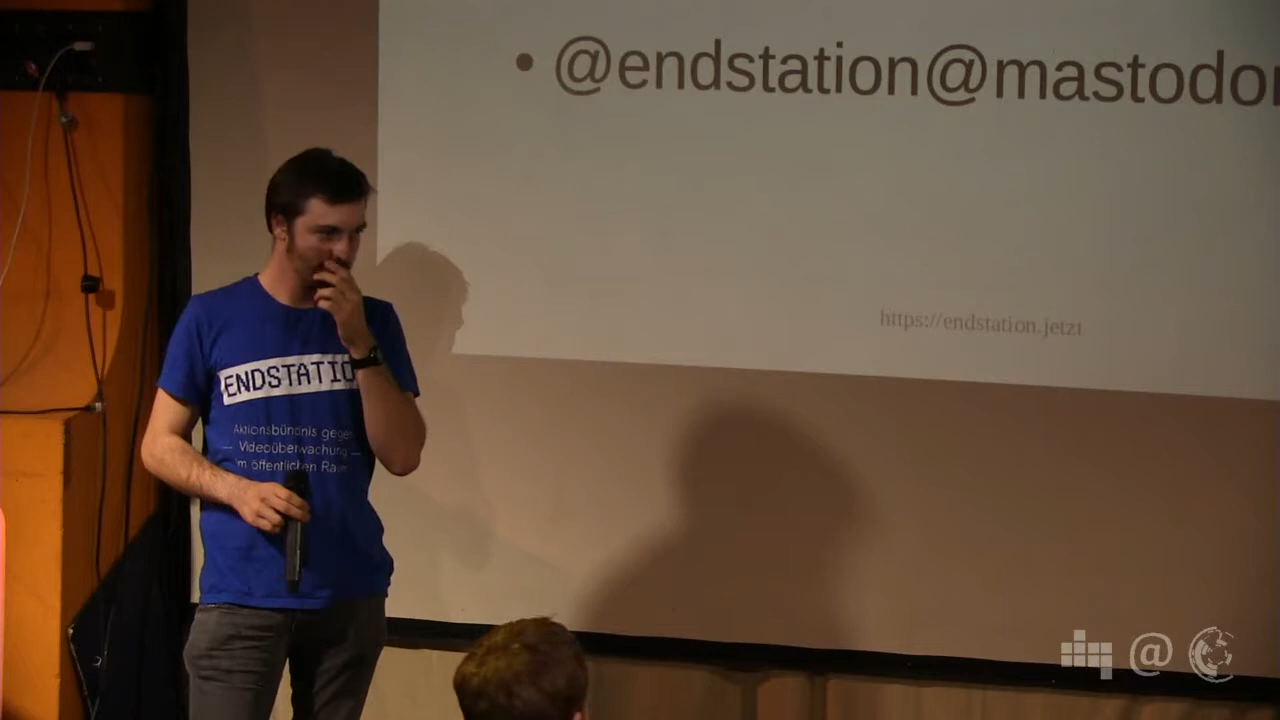 • @endstation@mastodon
https://endstation.jetzt
ENDSTATIO
Aktionsbündnis gegen
— Videoüberwachung —
im öffentlichen Raum
@